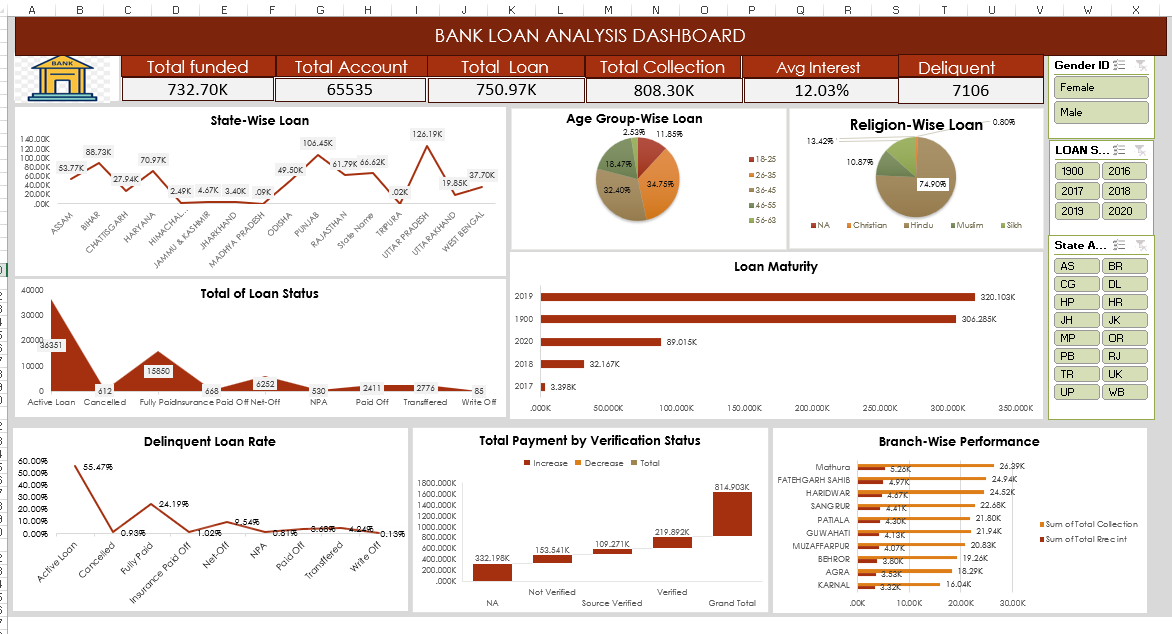 A B C D E F G H I J K L M N O P Q R S T U V W X
BANK LOAN ANALYSIS DASHBOARD
BANK
Total funded Total Account Total Loan Total Collection Avg Interest Deliquent
732.70K 65535 750.97K 808.30K 12.03% 7106
Gender ID
Female
Male
LOAN S...
1900 2016
2017 2018
2019 2020
State A...
AS BR
CG DL
HP HR
JH JK
MP OR
PB RJ
TR UK
UP WB
State-Wise Loan
140.00K
120.00K
100.00K
80.00K
60.00K
40.00K
20.00K
.00K
53.77K 88.73K 27.94K 70.97K 2.49K 4.67K 3.40K .09K 49.50K 106.45K 61.79K 66.62K .02K 126.19K 19.85K 37.70K
ASSAM BIHAR CHATTISGARH HARYANA HIMACHAL... JAMMU & KASHMIR JHARKHAND MADHYA PRADESH ODISHA PUNJAB RAJASTHAN State Name TRIPURA UTTAR PRADESH UTTARAKHAND WEST BENGAL
Age Group-Wise Loan
2.53% 11.85%
18.47% 34.75%
32.40%
18-25
26-35
36-45
46-55
56-63
Religion-Wise Loan
0.80%
13.42%
10.87%
74.90%
NA Christian Hindu Muslim Sikh
Total of Loan Status
40000
30000
20000
10000
0
36351 612 15850 668 6252 530 2411 2776 85
Active Loan Cancelled Fully Paid Insurance Paid Off Net-Off NPA Paid Off Transffered Write Off
Loan Maturity
2019 320.103K
1900 306.285K
2020 89.015K
2018 32.167K
2017 3.398K
.000K 50.000K 100.000K 150.000K 200.000K 250.000K 300.000K 350.000K
Delinquent Loan Rate
60.00%
50.00%
40.00%
30.00%
20.00%
10.00%
0.00%
55.47% 0.93% 24.19% 1.02% 9.54% 0.81% 3.68% 4.24% 0.13%
Active Loan Cancelled Fully Paid Insurance Paid Off Net-Off NPA Paid Off Transffered Write Off
Total Payment by Verification Status
Increase Decrease Total
1800.000K
1600.000K
1400.000K
1200.000K
1000.000K
800.000K
600.000K
400.000K
200.000K
.000K
332.198K 153.541K 109.271K 219.892K 814.903K
NA Not Verified Source Verified Verified Grand Total
Branch-Wise Performance
Mathura 5.26K 26.39K
FATEHGARH SAHIB 4.97K 24.94K
HARIDWAR 4.67K 24.52K
SANGRUR 4.41K 22.68K
PATIALA 4.30K 21.80K
GUWAHATI 4.13K 21.94K
MUZAFFARPUR 4.07K 20.83K
BEHROR 3.80K 19.26K
AGRA 3.53K 18.29K
KARNAL 3.32K 16.04K
.00K 10.00K 20.00K 30.00K
Sum of Total Collection
Sum of Total Rrec int